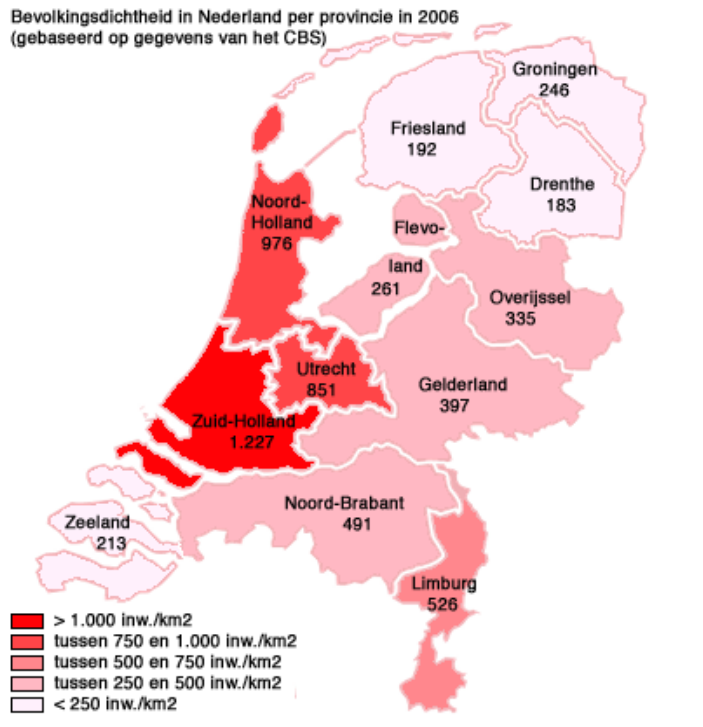 Bevolkingsdichtheid in Nederland per provincie in 2006
(gebaseerd op gegevens van het CBS)
Groningen
246
Friesland
192
Drenthe
183
Noord-
Holland
976
Flevo-
land
261
Overijssel
335
Utrecht
851
Gelderland
397
Zuid-Holland
1.227
Noord-Brabant
491
Zeeland
213
Limburg
526
> 1.000 inw./km2
tussen 750 en 1.000 inw./km2
tussen 500 en 750 inw./km2
tussen 250 en 500 inw./km2
< 250 inw./km2